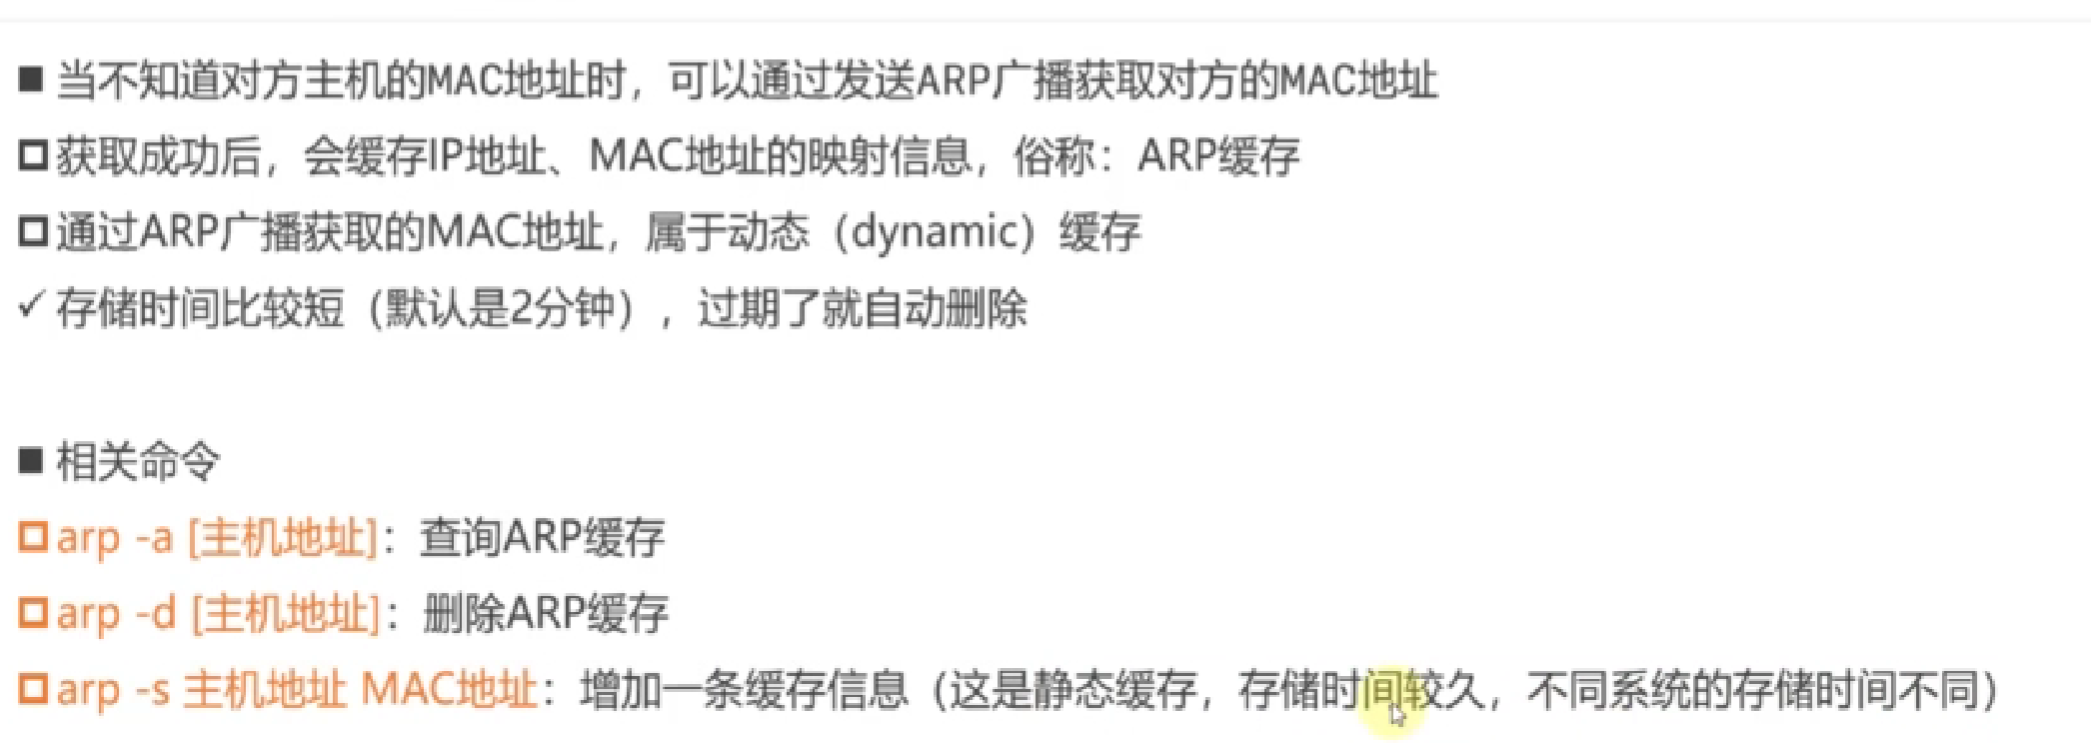 ■ 当不知道对方主机的MAC地址时，可以通过发送ARP广播获取对方的MAC地址
获取成功后，会缓存IP地址、MAC地址的映射信息，俗称：ARP缓存
通过ARP广播获取的MAC地址，属于动态（dynamic）缓存
✓ 存储时间比较短（默认是2分钟），过期了就自动删除
■ 相关命令
arp -a [主机地址]：查询ARP缓存
arp -d [主机地址]：删除ARP缓存
arp -s 主机地址 MAC地址：增加一条缓存信息（这是静态缓存，存储时间较久，不同系统的存储时间不同）